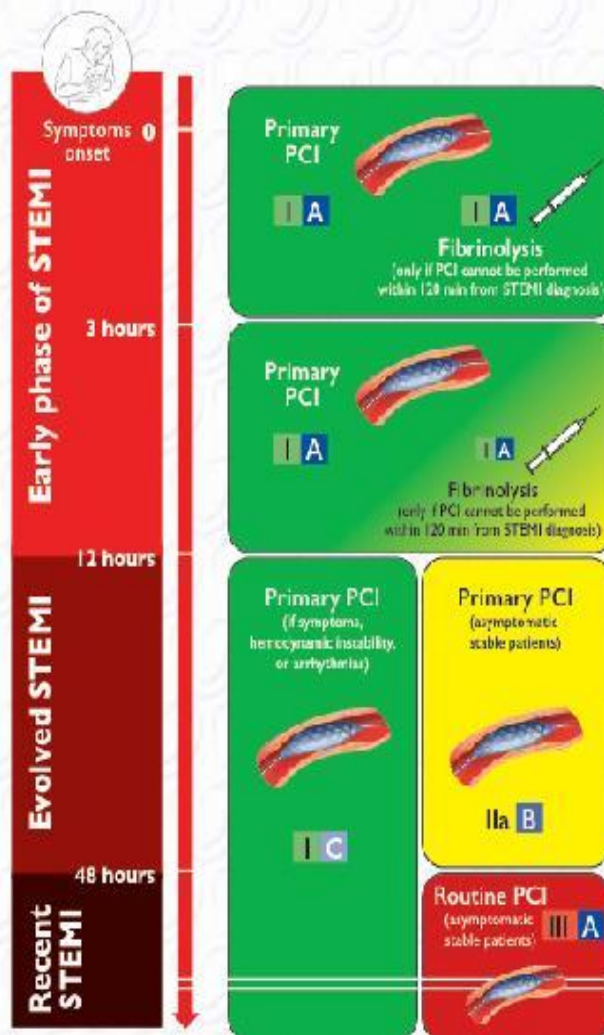 Symptoms 0
onset
Early phase of STEMI
3 hours
12 hours
Evolved STEMI
48 hours
Recent
STEMI
Primary
PCI
I A
I A
Fibrinolysis
(only if PCI cannot be performed
within 120 min from STEMI diagnosis)
Primary
PCI
I A
I A
Fibrinolysis
(only if PCI cannot be performed
within 120 min from STEMI diagnosis)
Primary PCI
(if symptoms,
hemodynamic instability,
or arrhythmias)
I C
Primary PCI
(asymptomatic
stable patients)
IIa B
Routine PCI
(asymptomatic
stable patients)
III A